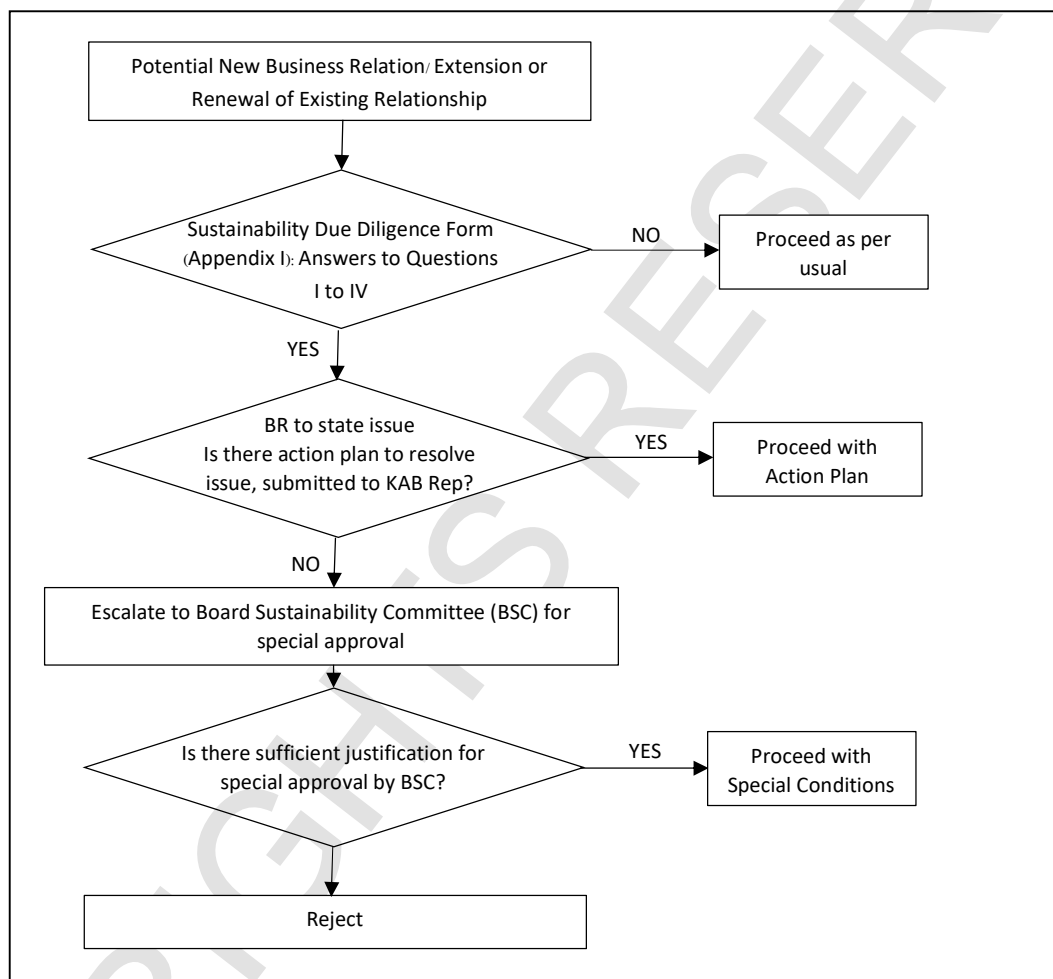 Potential New Business Relation/ Extension or
Renewal of Existing Relationship
Sustainability Due Diligence Form
(Appendix I): Answers to Questions
I to IV
NO
Proceed as per
usual
YES
BR to state issue
Is there action plan to resolve
issue, submitted to KAB Rep?
YES
Proceed with
Action Plan
NO
Escalate to Board Sustainability Committee (BSC) for
special approval
Is there sufficient justification for
special approval by BSC?
YES
Proceed with
Special Conditions
Reject